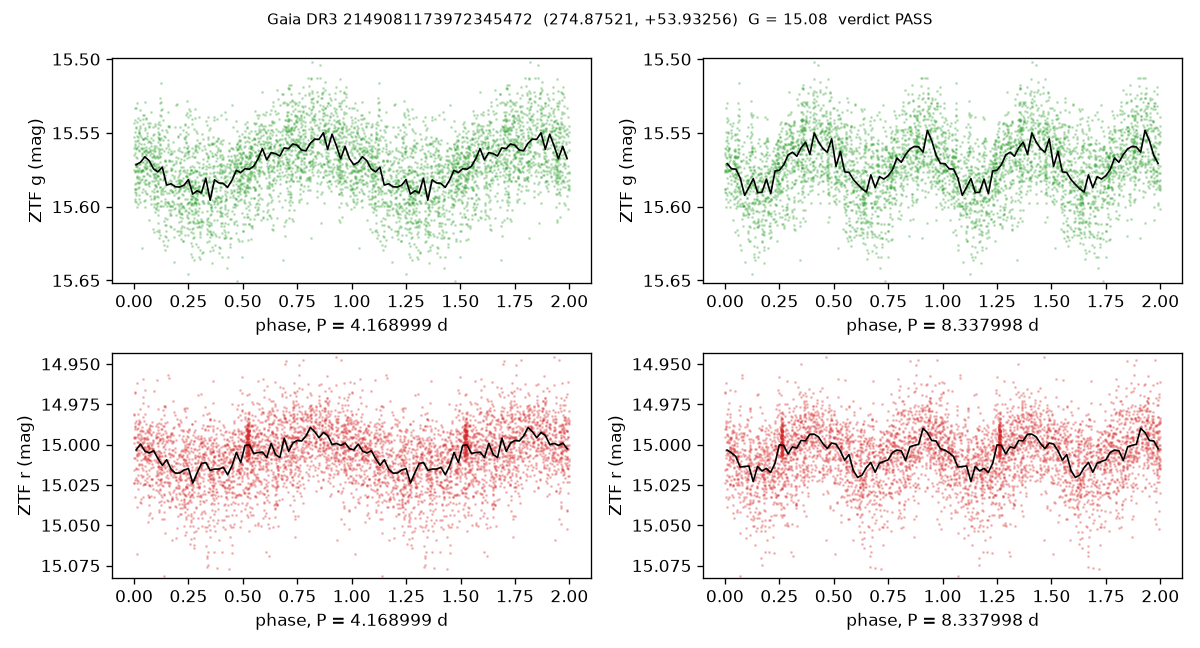 Gaia DR3 2149081173972345472 (274.87521, +53.93256) G = 15.08 verdict PASS
15.50
15.55
15.60
15.65
ZTF g (mag)
0.00 0.25 0.50 0.75 1.00 1.25 1.50 1.75 2.00
phase, P = 4.168999 d
15.50
15.55
15.60
15.65
ZTF g (mag)
0.00 0.25 0.50 0.75 1.00 1.25 1.50 1.75 2.00
phase, P = 8.337998 d
14.950
14.975
15.000
15.025
15.050
15.075
ZTF r (mag)
0.00 0.25 0.50 0.75 1.00 1.25 1.50 1.75 2.00
phase, P = 4.168999 d
14.950
14.975
15.000
15.025
15.050
15.075
ZTF r (mag)
0.00 0.25 0.50 0.75 1.00 1.25 1.50 1.75 2.00
phase, P = 8.337998 d